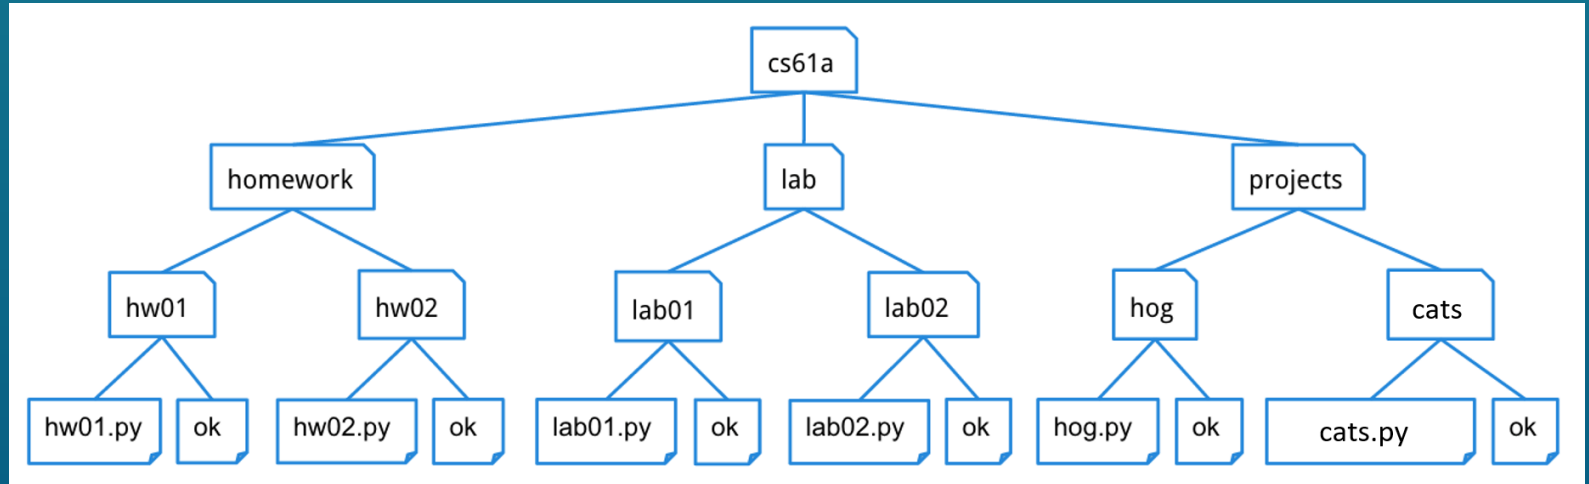 cs61a
homework
lab
projects
hw01
hw02
lab01
lab02
hog
cats
hw01.py
ok
hw02.py
ok
lab01.py
ok
lab02.py
ok
hog.py
ok
cats.py
ok